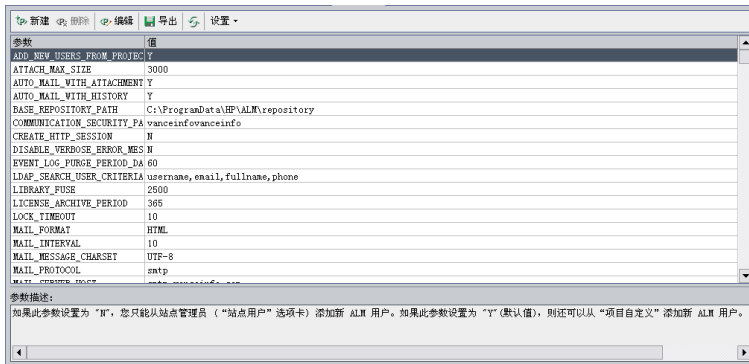 新建 删除 编辑 导出 设置
参数 值
ADD_NEW_USERS_FROM_PROJEC Y
ATTACH_MAX_SIZE 3000
AUTO_MAIL_WITH_ATTACHMENT Y
AUTO_MAIL_WITH_HISTORY Y
BASE_REPOSITORY_PATH C:\ProgramData\HP\ALM\repository
COMMUNICATION_SECURITY_PA vanceinfovanceinfo
CREATE_HTTP_SESSION N
DISABLE_VERBOSE_ERROR_MES N
EVENT_LOG_PURGE_PERIOD_DA 60
LDAP_SEARCH_USER_CRITERIA username,email,fullname,phone
LIBRARY_FUSE 2500
LICENSE_ARCHIVE_PERIOD 365
LOCK_TIMEOUT 10
MAIL_FORMAT HTML
MAIL_INTERVAL 10
MAIL_MESSAGE_CHARSET UTF-8
MAIL_PROTOCOL smtp
MAIL_SERVER_HOST
参数描述：
如果此参数设置为 "N"，您只能从站点管理员（“站点用户”选项卡）添加新 ALM 用户。如果此参数设置为 "Y"(默认值)，则还可以从“项目自定义”添加新 ALM 用户。